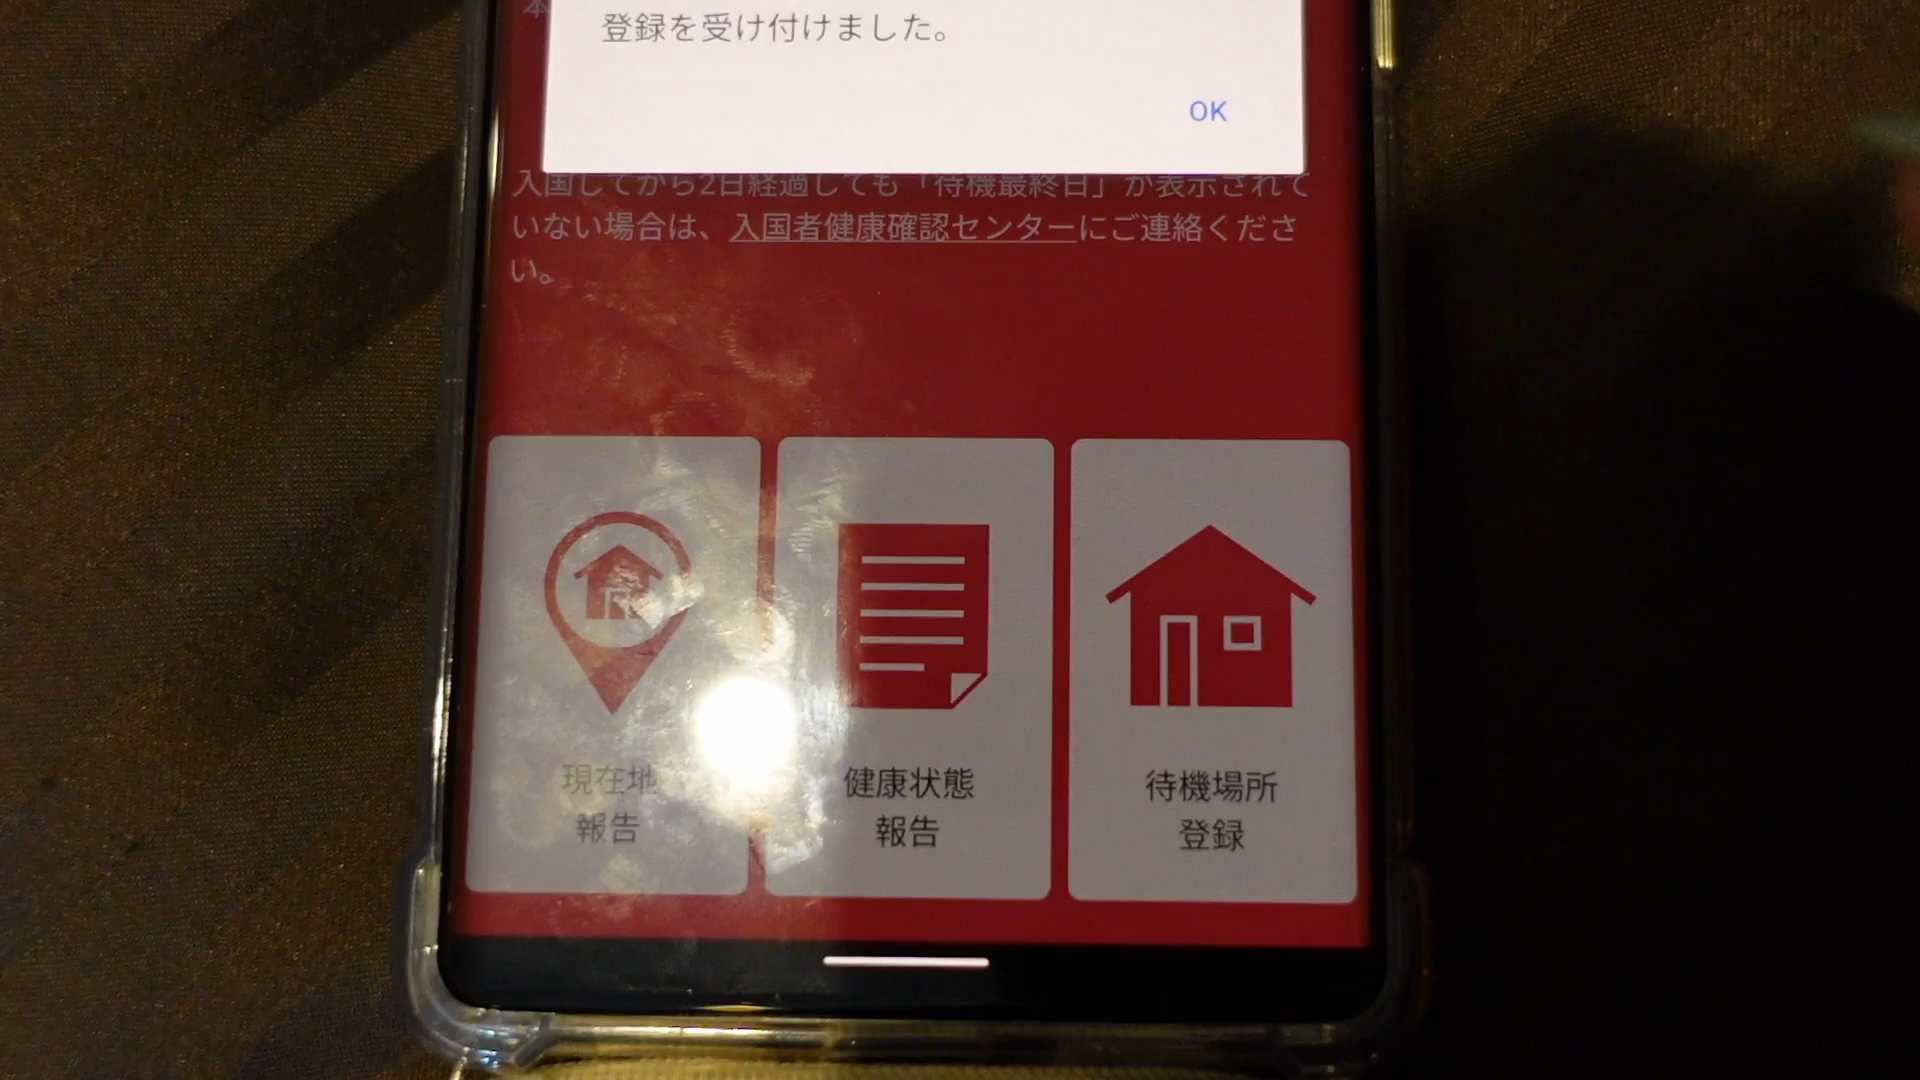 本
登録を受け付けました。
OK
入国してから2日経過しても「待機最終日」が表示されて
いない場合は、入国者健康確認センターにご連絡くださ
い。
現在地
報告
健康状態
報告
待機場所
登録